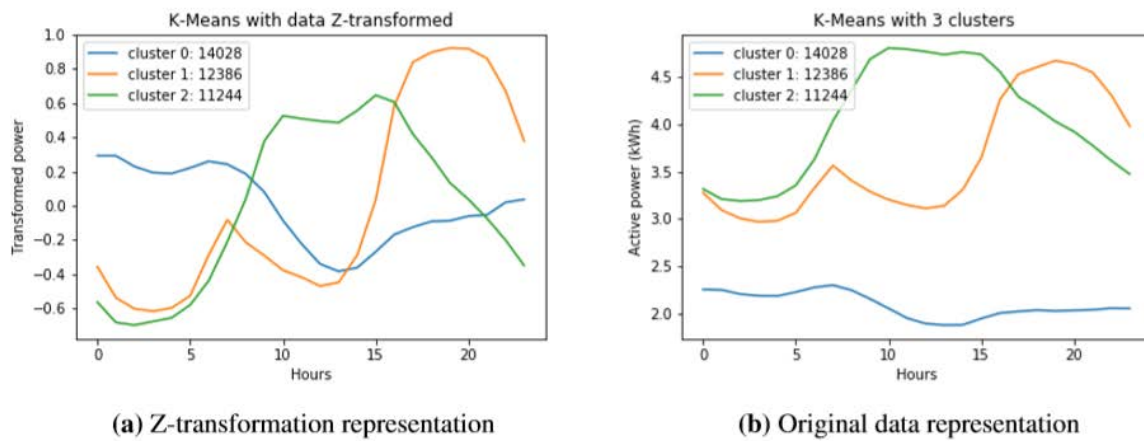 K-Means with data Z-transformed
1.0
0.8
0.6
0.4
0.2
0.0
−0.2
−0.4
−0.6
Transformed power
cluster 0: 14028
cluster 1: 12386
cluster 2: 11244
0 5 10 15 20
Hours
(a) Z-transformation representation
K-Means with 3 clusters
4.5
4.0
3.5
3.0
2.5
2.0
Active power (kWh)
cluster 0: 14028
cluster 1: 12386
cluster 2: 11244
0 5 10 15 20
Hours
(b) Original data representation